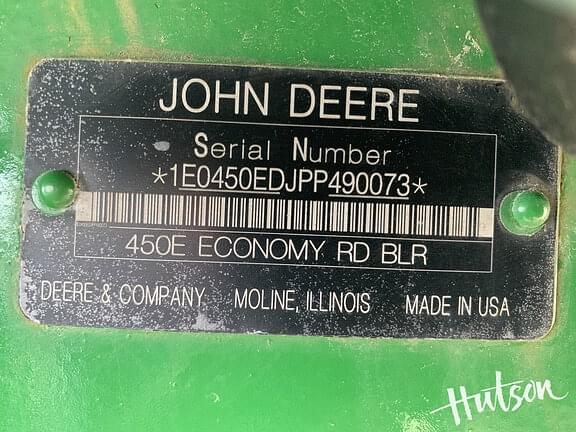 JOHN DEERE
Serial Number
*1E0450EDJPP490073*
450E ECONOMY RD BLR
DEERE & COMPANY MOLINE, ILLINOIS MADE IN USA
Hutson